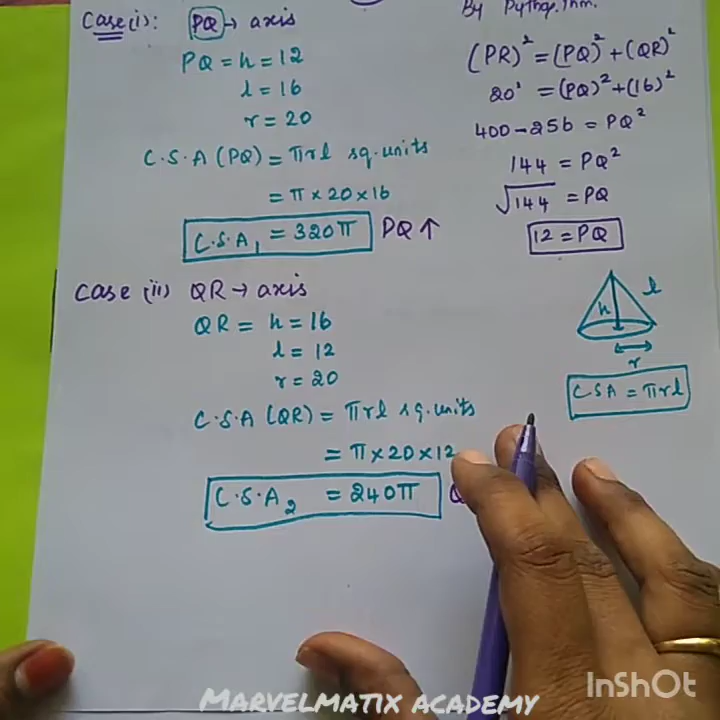 Case(i): PQ → axis
PQ = h = 12
l = 16
r = 20
C.S.A (PQ) = πrl sq.units
= π × 20 × 16
C.S.A₁ = 320π PQ ↑
By Pythag. Thm.
(PR)² = (PQ)² + (QR)²
20² = (PQ)² + (16)²
400 - 256 = PQ²
144 = PQ²
√144 = PQ
12 = PQ
Case (ii) QR → axis
QR = h = 16
l = 12
r = 20
C.S.A (QR) = πrl sq.units
= π × 20 × 12
C.S.A₂ = 240π
l
h
r
CSA = πrl
MARVELMATIX ACADEMY
InShOt